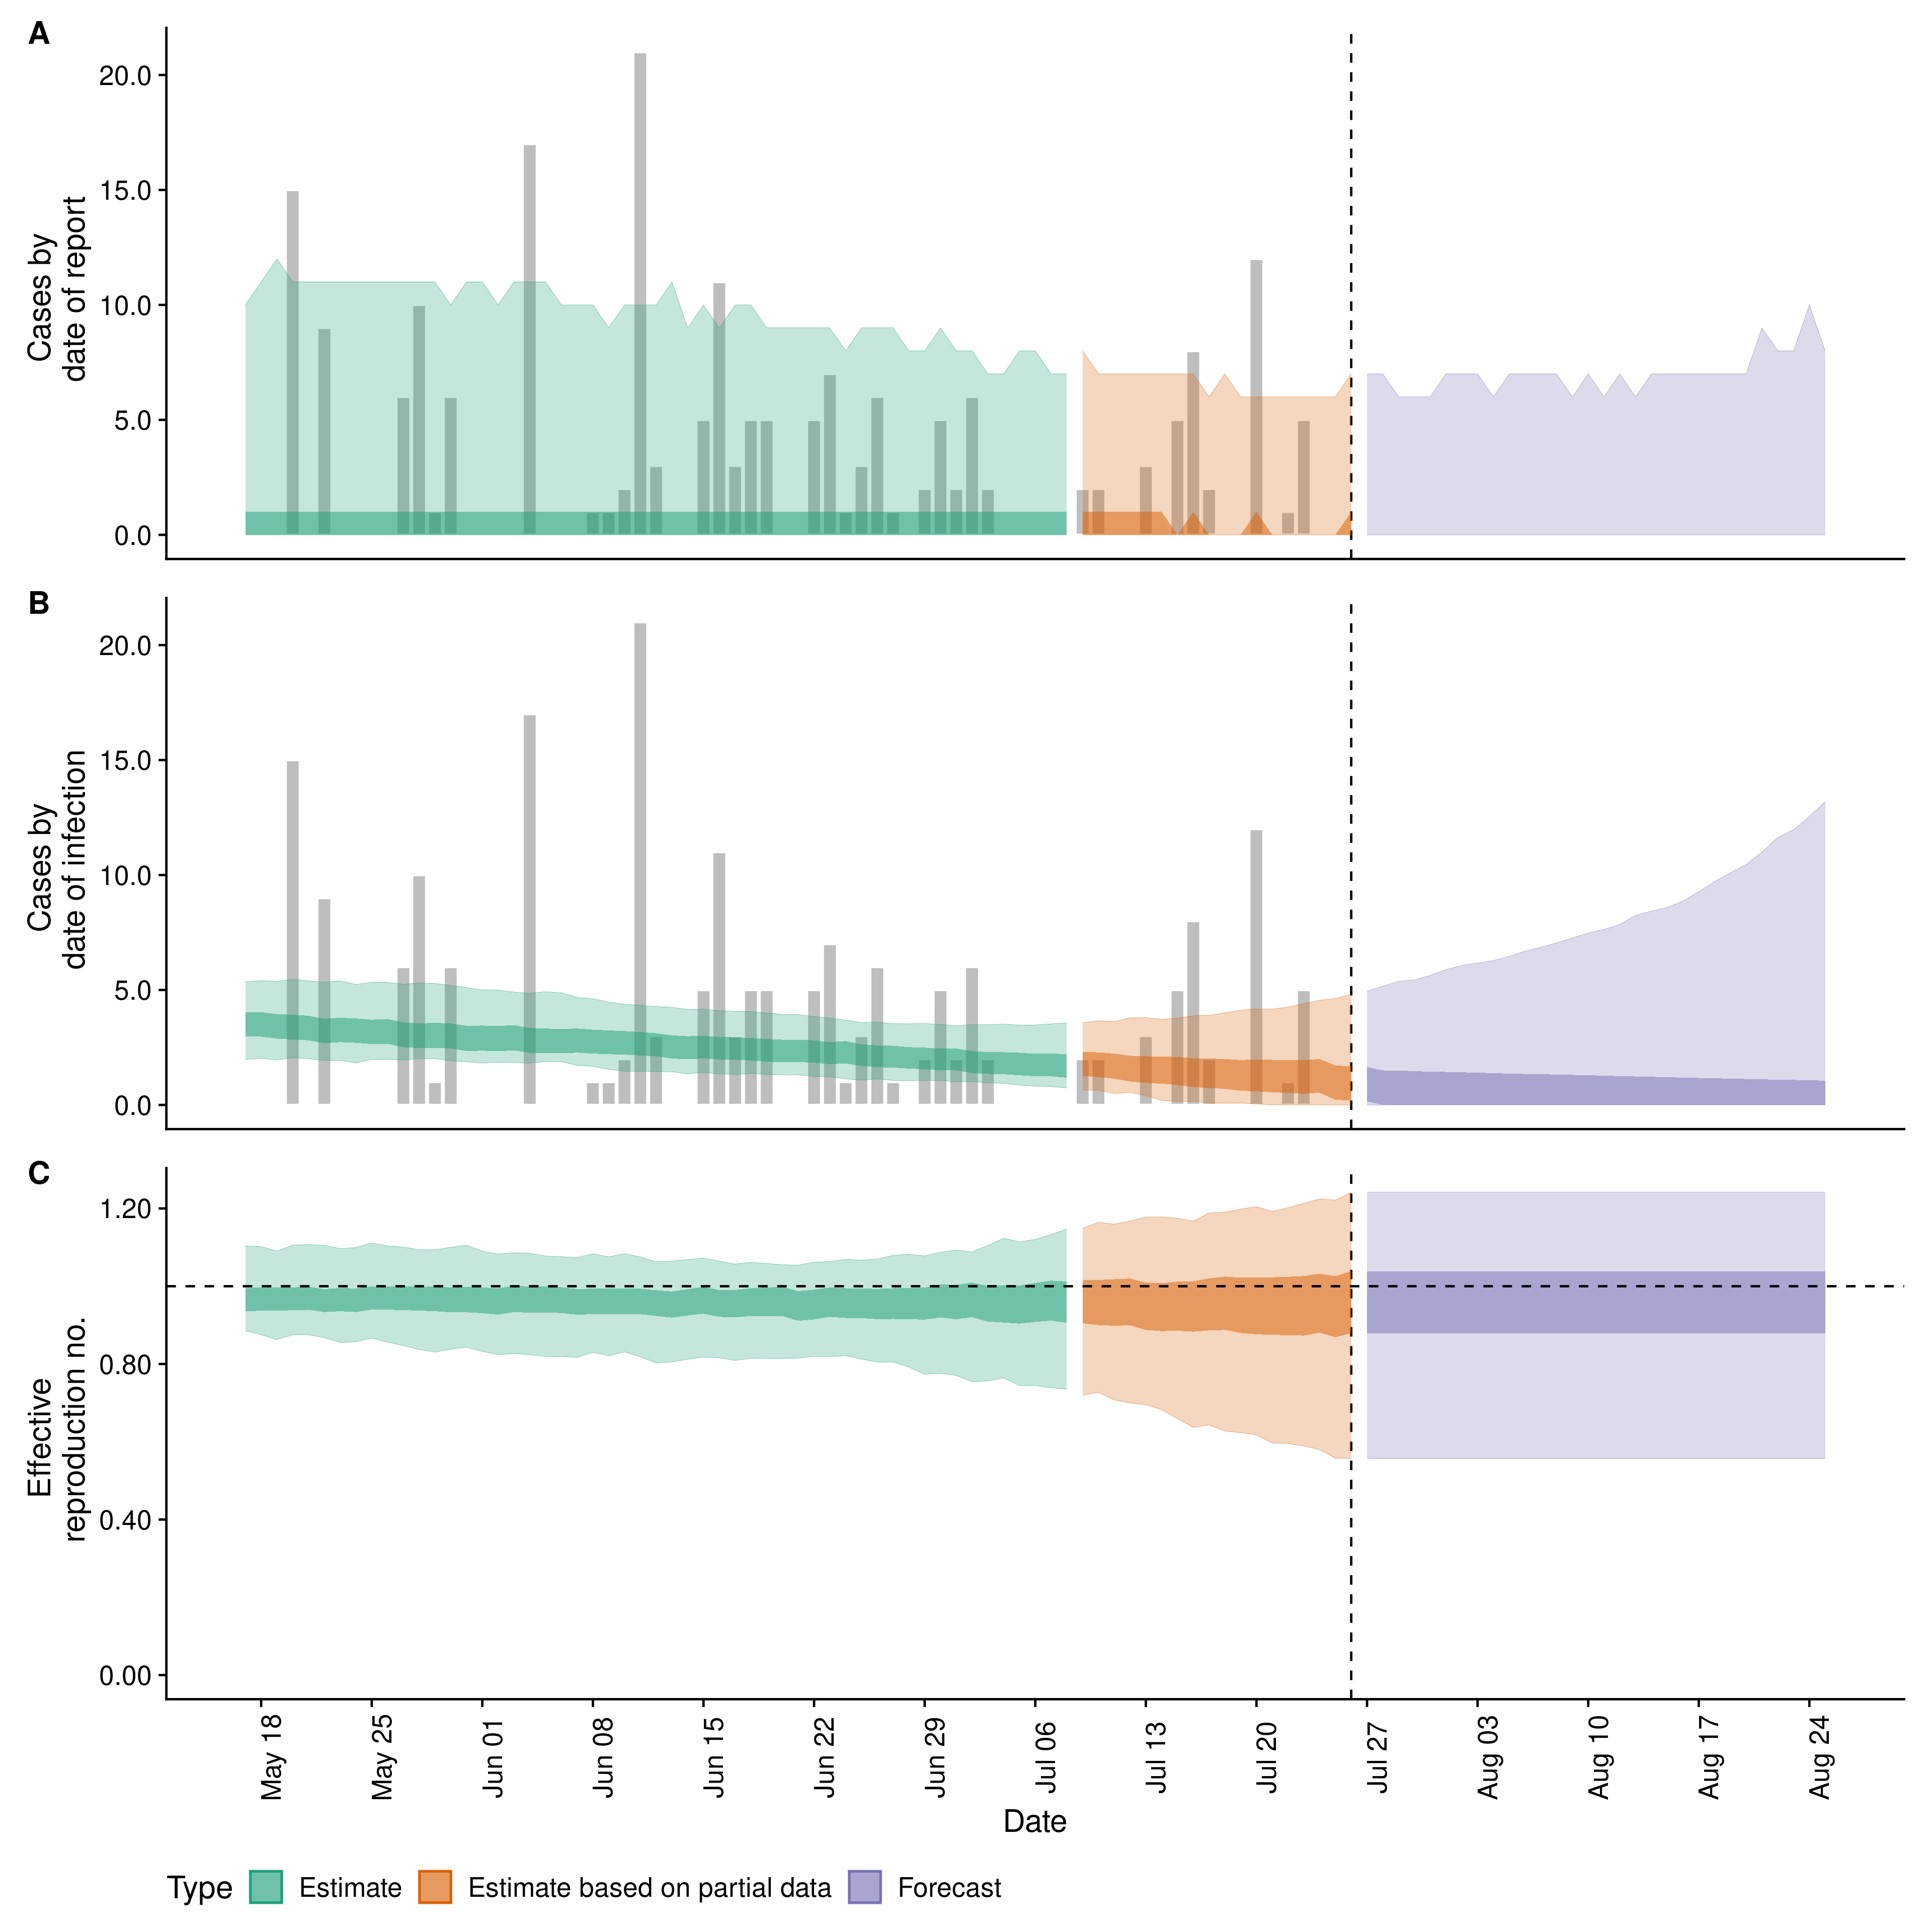 A
Cases by
date of report
20.0
15.0
10.0
5.0
0.0
B
Cases by
date of infection
20.0
15.0
10.0
5.0
0.0
C
Effective
reproduction no.
1.20
0.80
0.40
0.00
May 18
May 25
Jun 01
Jun 08
Jun 15
Jun 22
Jun 29
Jul 06
Jul 13
Jul 20
Jul 27
Aug 03
Aug 10
Aug 17
Aug 24
Date
Type
Estimate
Estimate based on partial data
Forecast